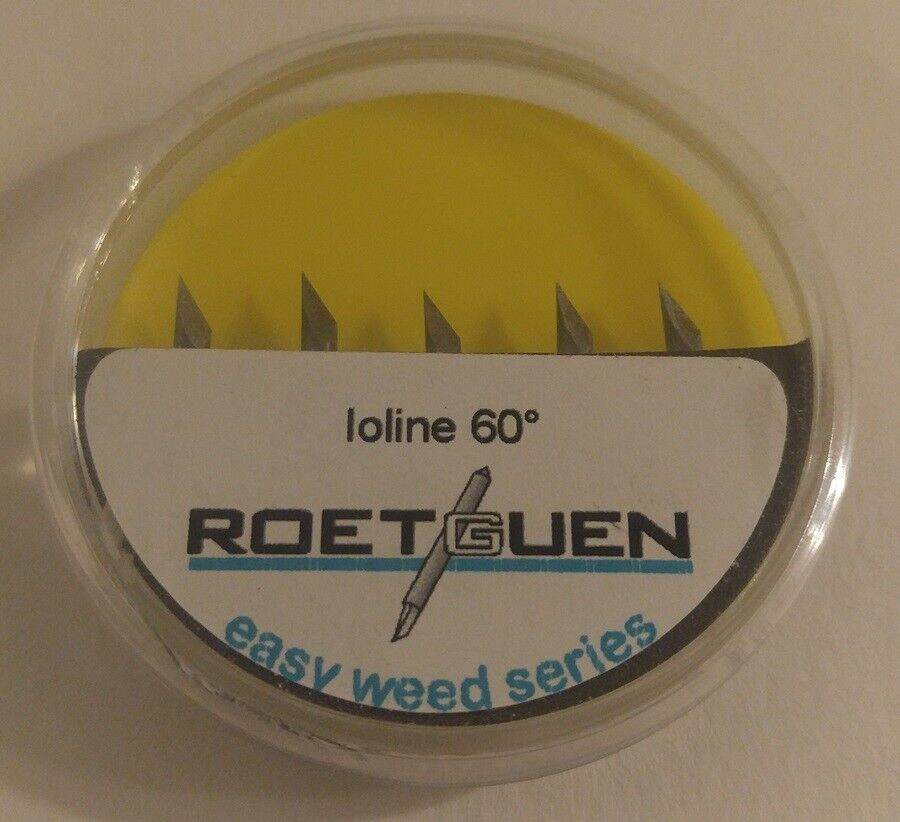 Ioline 60°
ROETGUEN
easy weed series